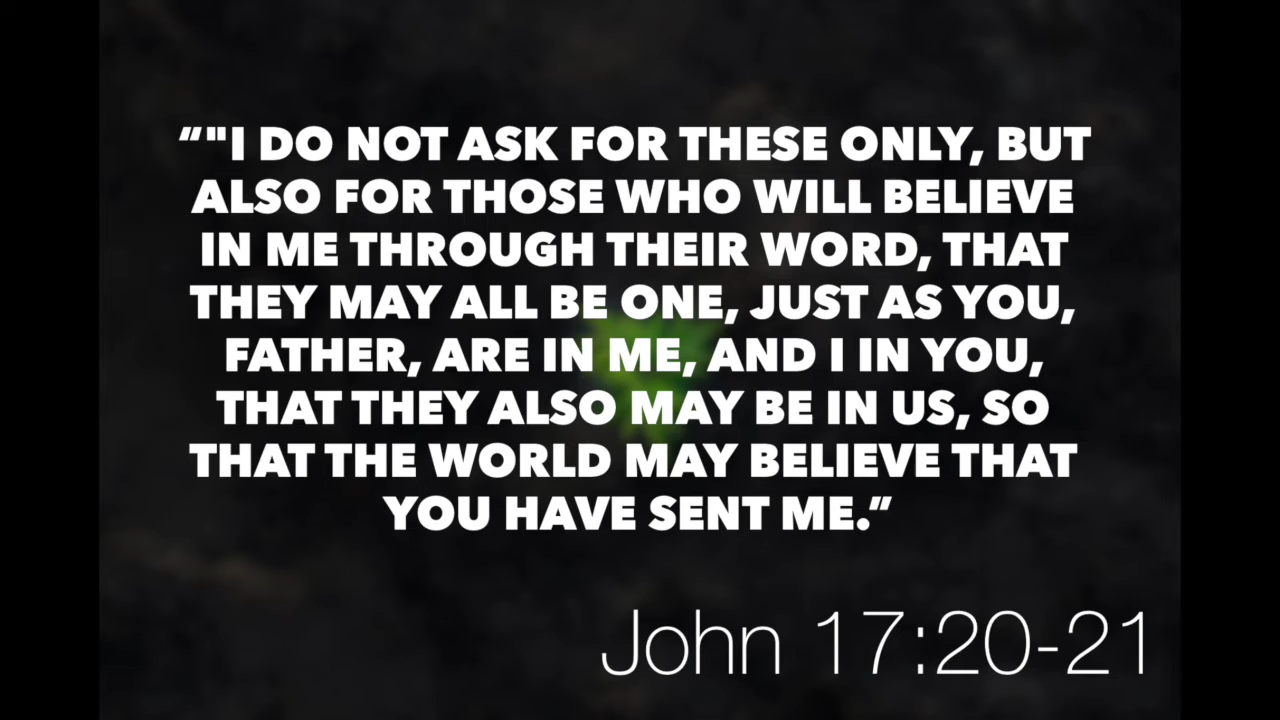 “"I DO NOT ASK FOR THESE ONLY, BUT
ALSO FOR THOSE WHO WILL BELIEVE
IN ME THROUGH THEIR WORD, THAT
THEY MAY ALL BE ONE, JUST AS YOU,
FATHER, ARE IN ME, AND I IN YOU,
THAT THEY ALSO MAY BE IN US, SO
THAT THE WORLD MAY BELIEVE THAT
YOU HAVE SENT ME.”
John 17:20-21